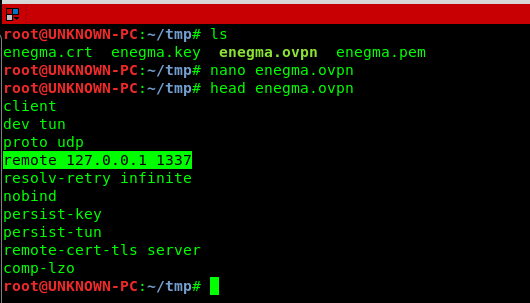 root@UNKNOWN-PC:~/tmp# ls
enegma.crt  enegma.key  enegma.ovpn  enegma.pem
root@UNKNOWN-PC:~/tmp# nano enegma.ovpn
root@UNKNOWN-PC:~/tmp# head enegma.ovpn
client
dev tun
proto udp
remote 127.0.0.1 1337
resolv-retry infinite
nobind
persist-key
persist-tun
remote-cert-tls server
comp-lzo
root@UNKNOWN-PC:~/tmp#